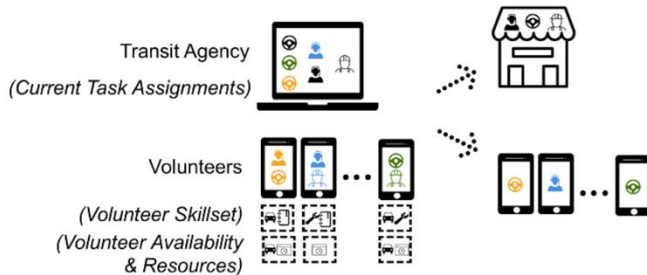 Transit Agency
(Current Task Assignments)
Volunteers
(Volunteer Skillset)
(Volunteer Availability
& Resources)